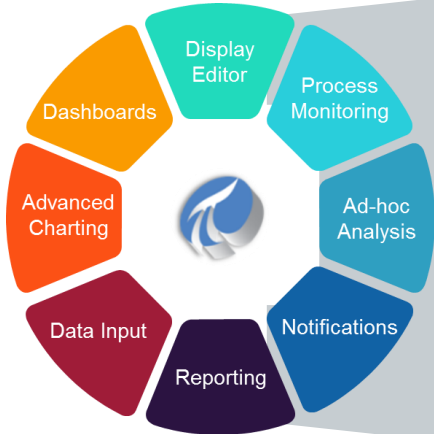 Display
Editor
Process
Monitoring
Ad-hoc
Analysis
Notifications
Reporting
Data Input
Advanced
Charting
Dashboards